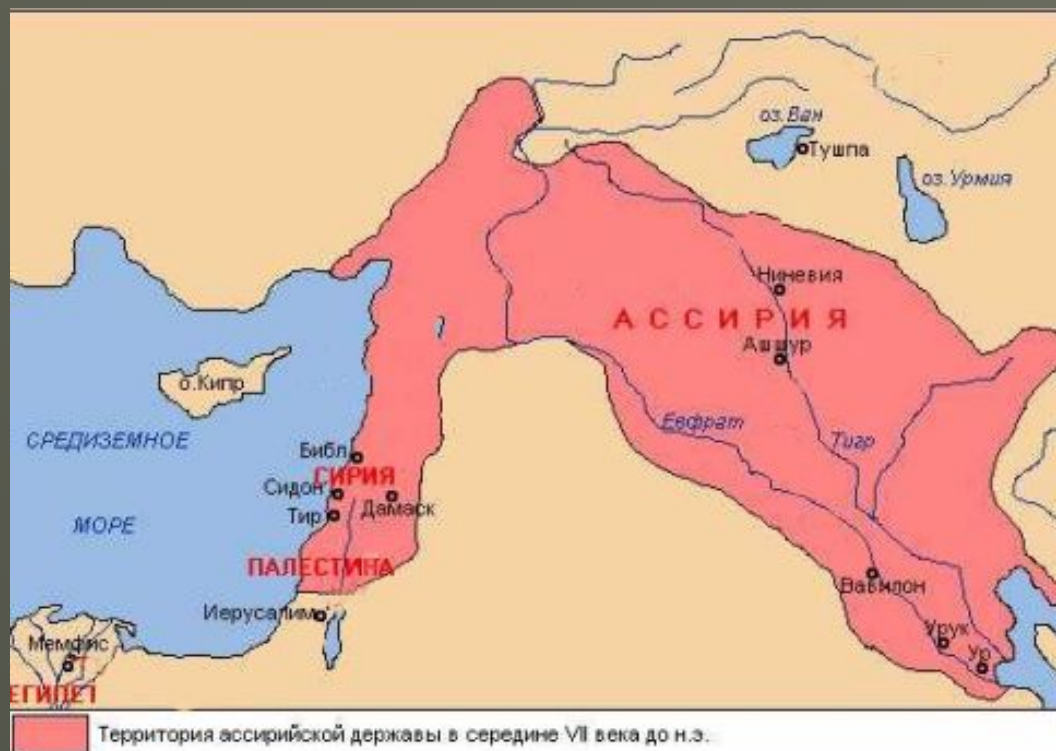 оз. Ван
Тушпа
оз. Урмия
Ниневия
АССИРИЯ
Ашшур
о.Кипр
Евфрат
Тигр
СРЕДИЗЕМНОЕ
МОРЕ
Библ
СИРИЯ
Сидон
Дамаск
Тир
ПАЛЕСТИНА
Вавилон
Иерусалим
Урук
Ур
Мемфис
ЕГИПЕТ
Территория ассирийской державы в середине VII века до н.э.